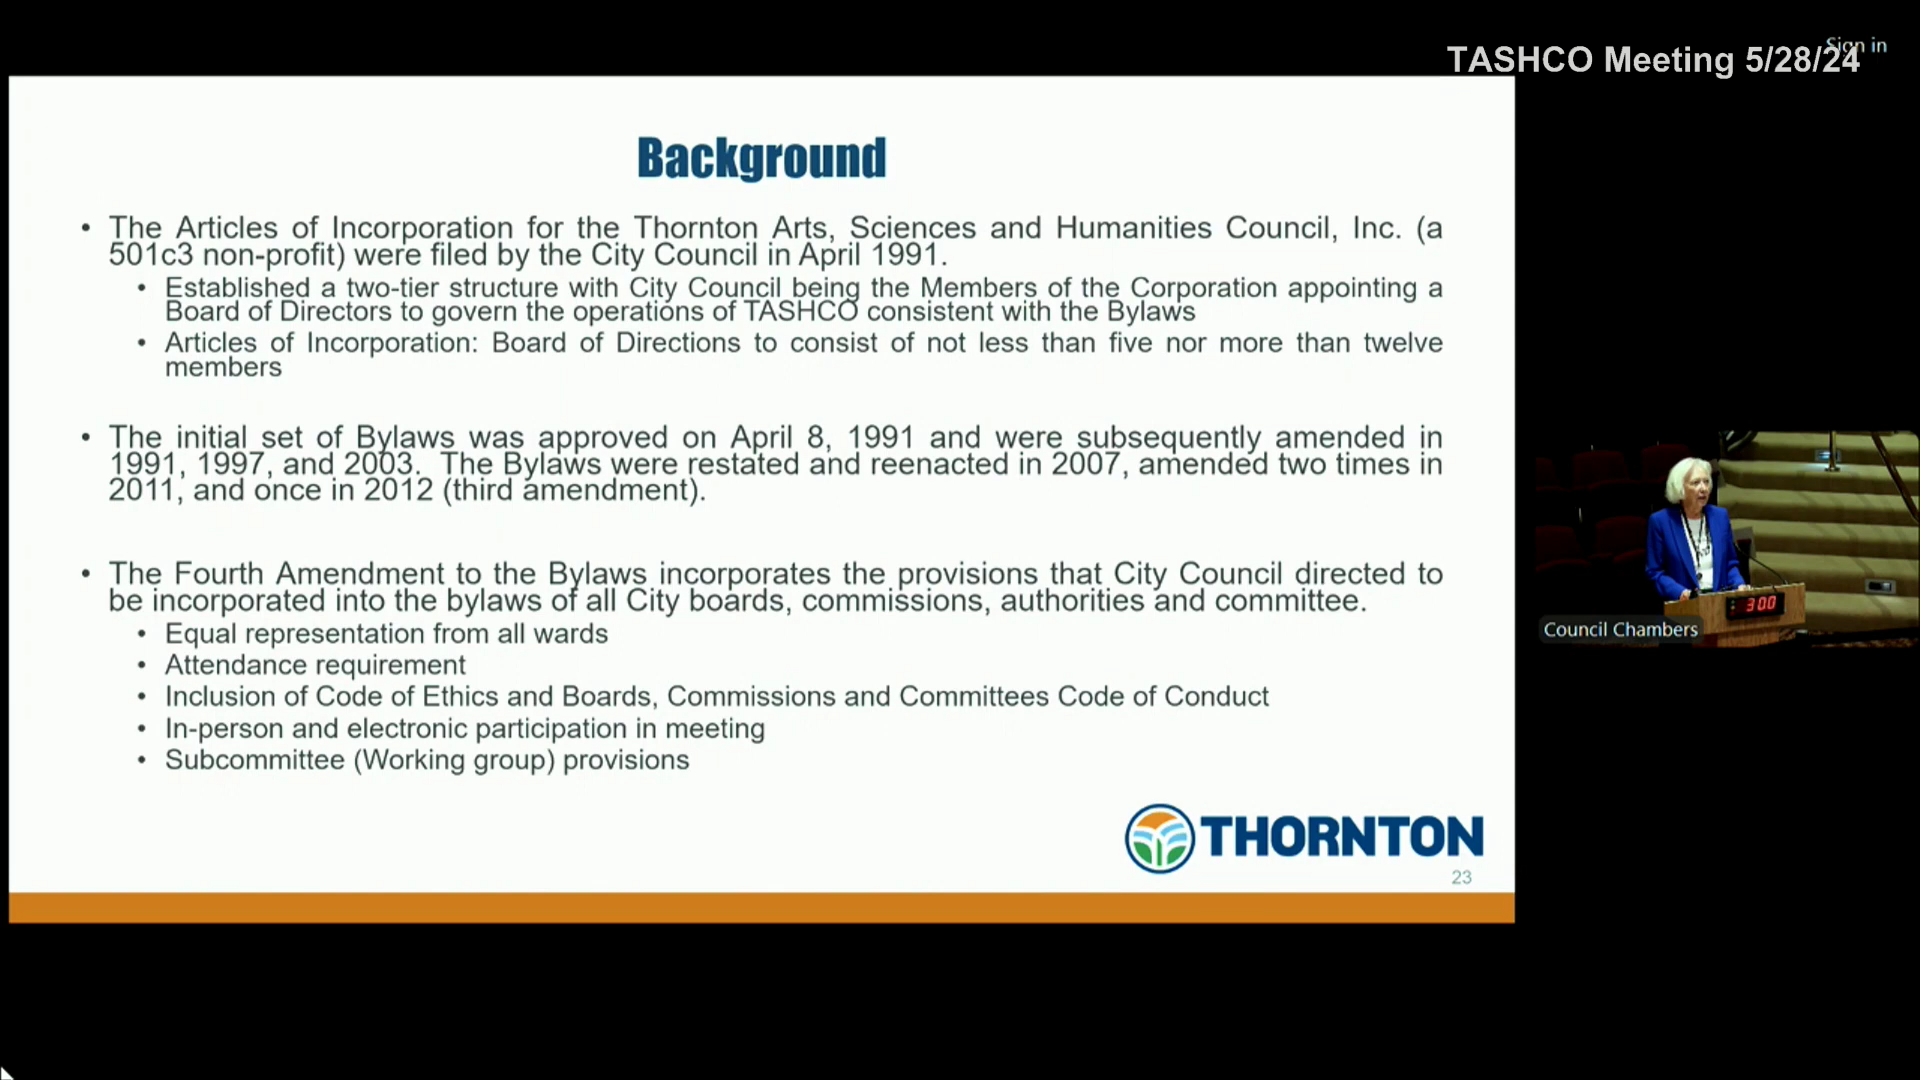 Sign in
TASHCO Meeting 5/28/24
Background
• The Articles of Incorporation for the Thornton Arts, Sciences and Humanities Council, Inc. (a
501c3 non-profit) were filed by the City Council in April 1991.
• Established a two-tier structure with City Council being the Members of the Corporation appointing a
Board of Directors to govern the operations of TASHCO consistent with the Bylaws
• Articles of Incorporation: Board of Directions to consist of not less than five nor more than twelve
members
• The initial set of Bylaws was approved on April 8, 1991 and were subsequently amended in
1991, 1997, and 2003. The Bylaws were restated and reenacted in 2007, amended two times in
2011, and once in 2012 (third amendment).
• The Fourth Amendment to the Bylaws incorporates the provisions that City Council directed to
be incorporated into the bylaws of all City boards, commissions, authorities and committee.
• Equal representation from all wards
• Attendance requirement
• Inclusion of Code of Ethics and Boards, Commissions and Committees Code of Conduct
• In-person and electronic participation in meeting
• Subcommittee (Working group) provisions
THORNTON
23
3:00
Council Chambers